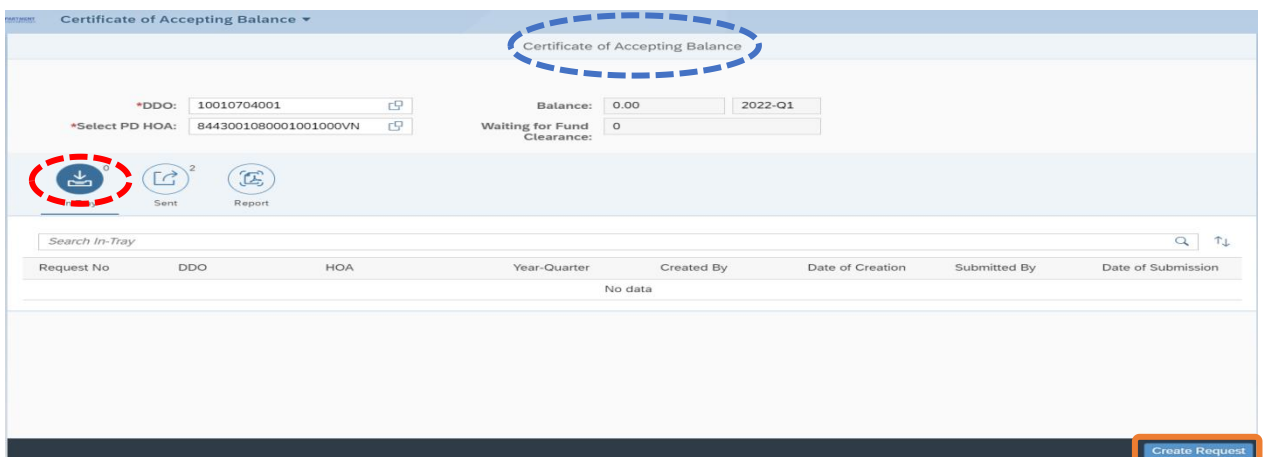 Certificate of Accepting Balance
Certificate of Accepting Balance
*DDO: 10010704001 Balance: 0.00 2022-Q1
*Select PD HOA: 8443001080001001000VN Waiting for Fund Clearance: 0
0 2
Sent Report
Search In-Tray
Request No DDO HOA Year-Quarter Created By Date of Creation Submitted By Date of Submission
No data
Create Request